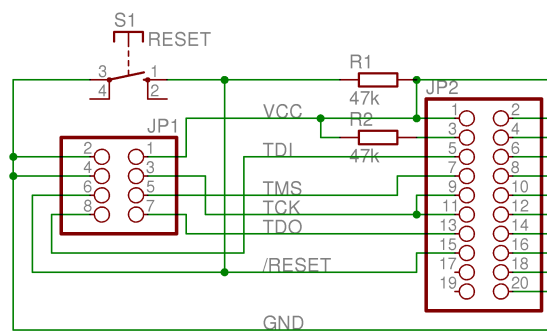 S1
RESET
3 1
4 2
R1
47k
JP2
VCC
1 2
R2
47k
3 4
JP1
2 1
TDI
5 6
4 3
7 8
6 5
TMS
9 10
8 7
TCK
11 12
TDO
13 14
15 16
/RESET
17 18
19 20
GND